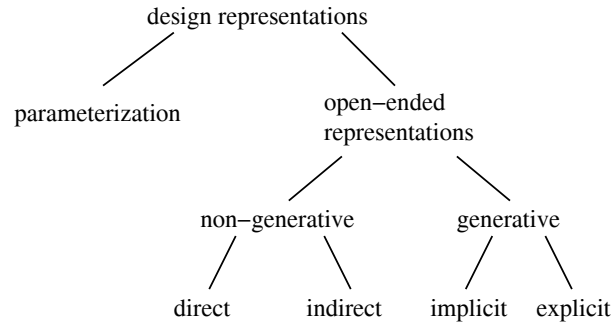 design representations
parameterization
open−ended
representations
non−generative
generative
direct
indirect
implicit
explicit